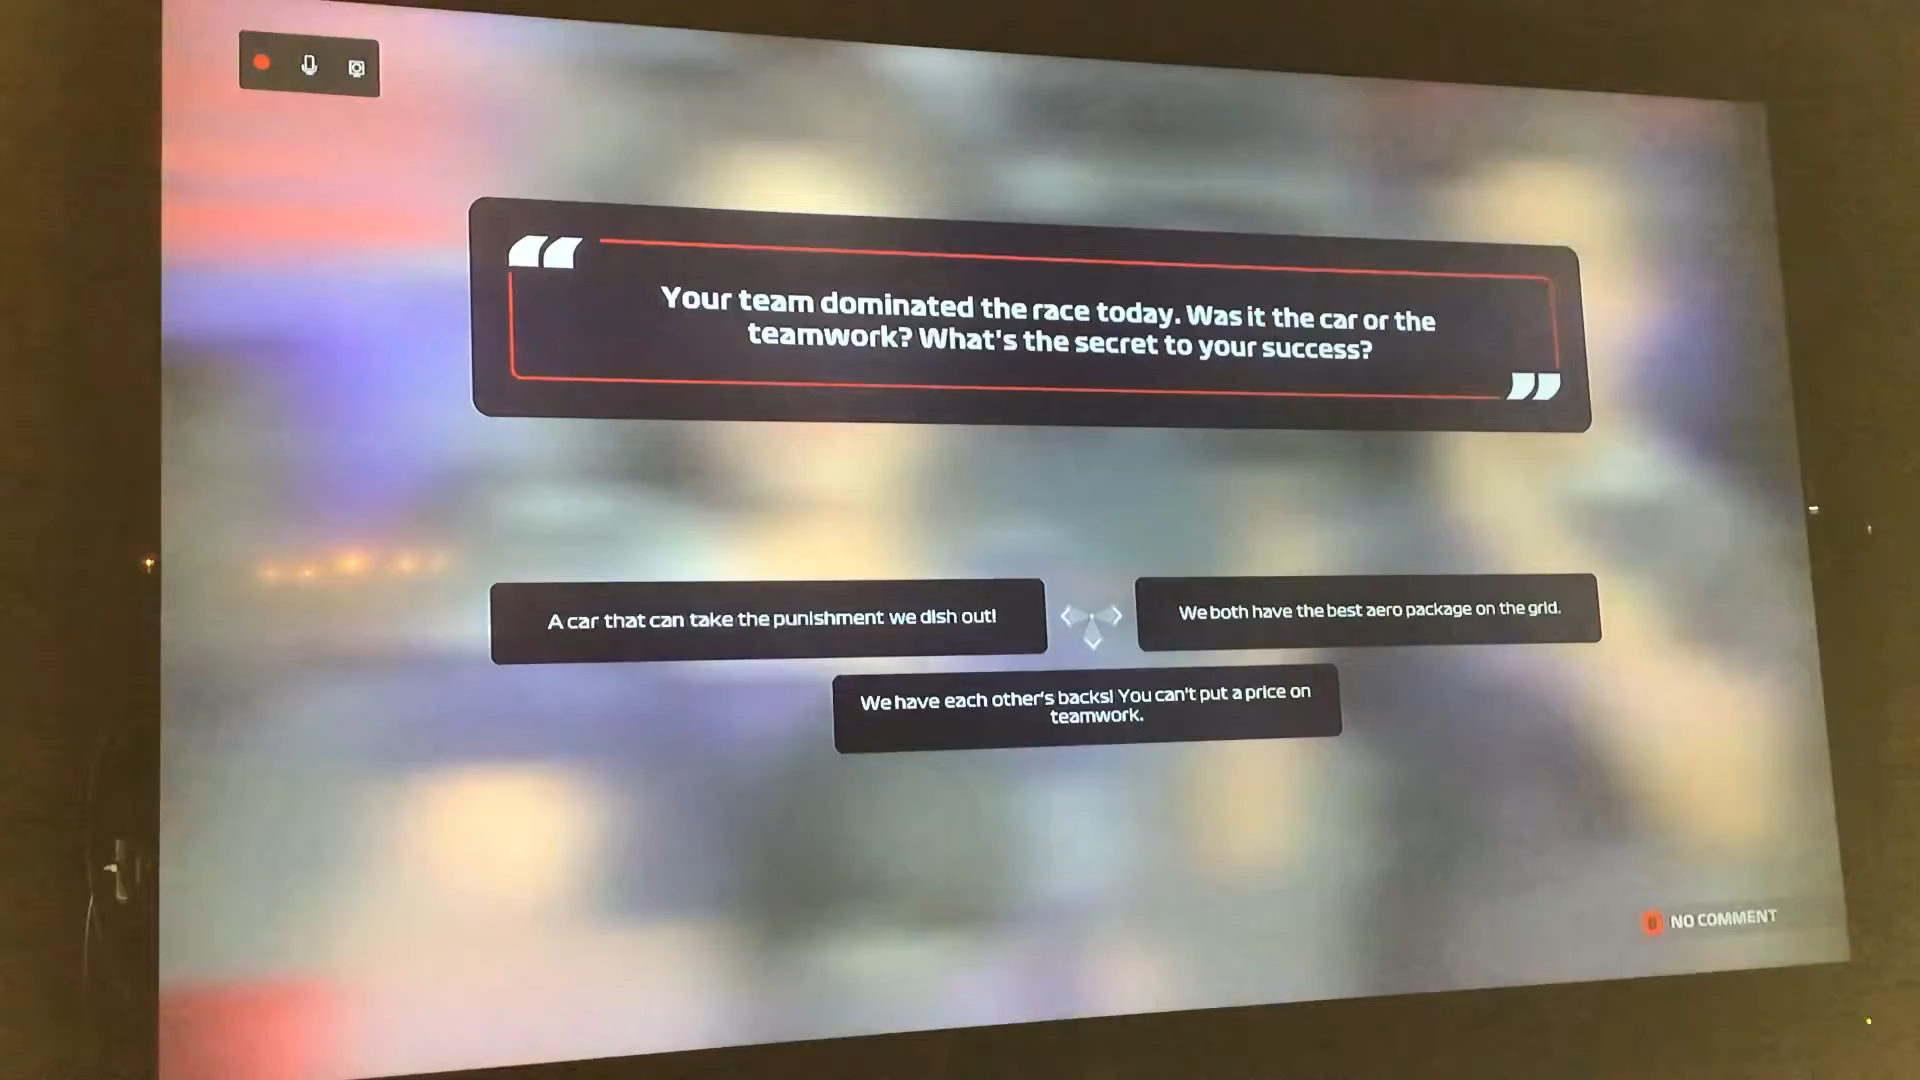 Your team dominated the race today. Was it the car or the
teamwork? What's the secret to your success?
A car that can take the punishment we dish out!
We both have the best aero package on the grid.
We have each other's backs! You can't put a price on
teamwork.
NO COMMENT